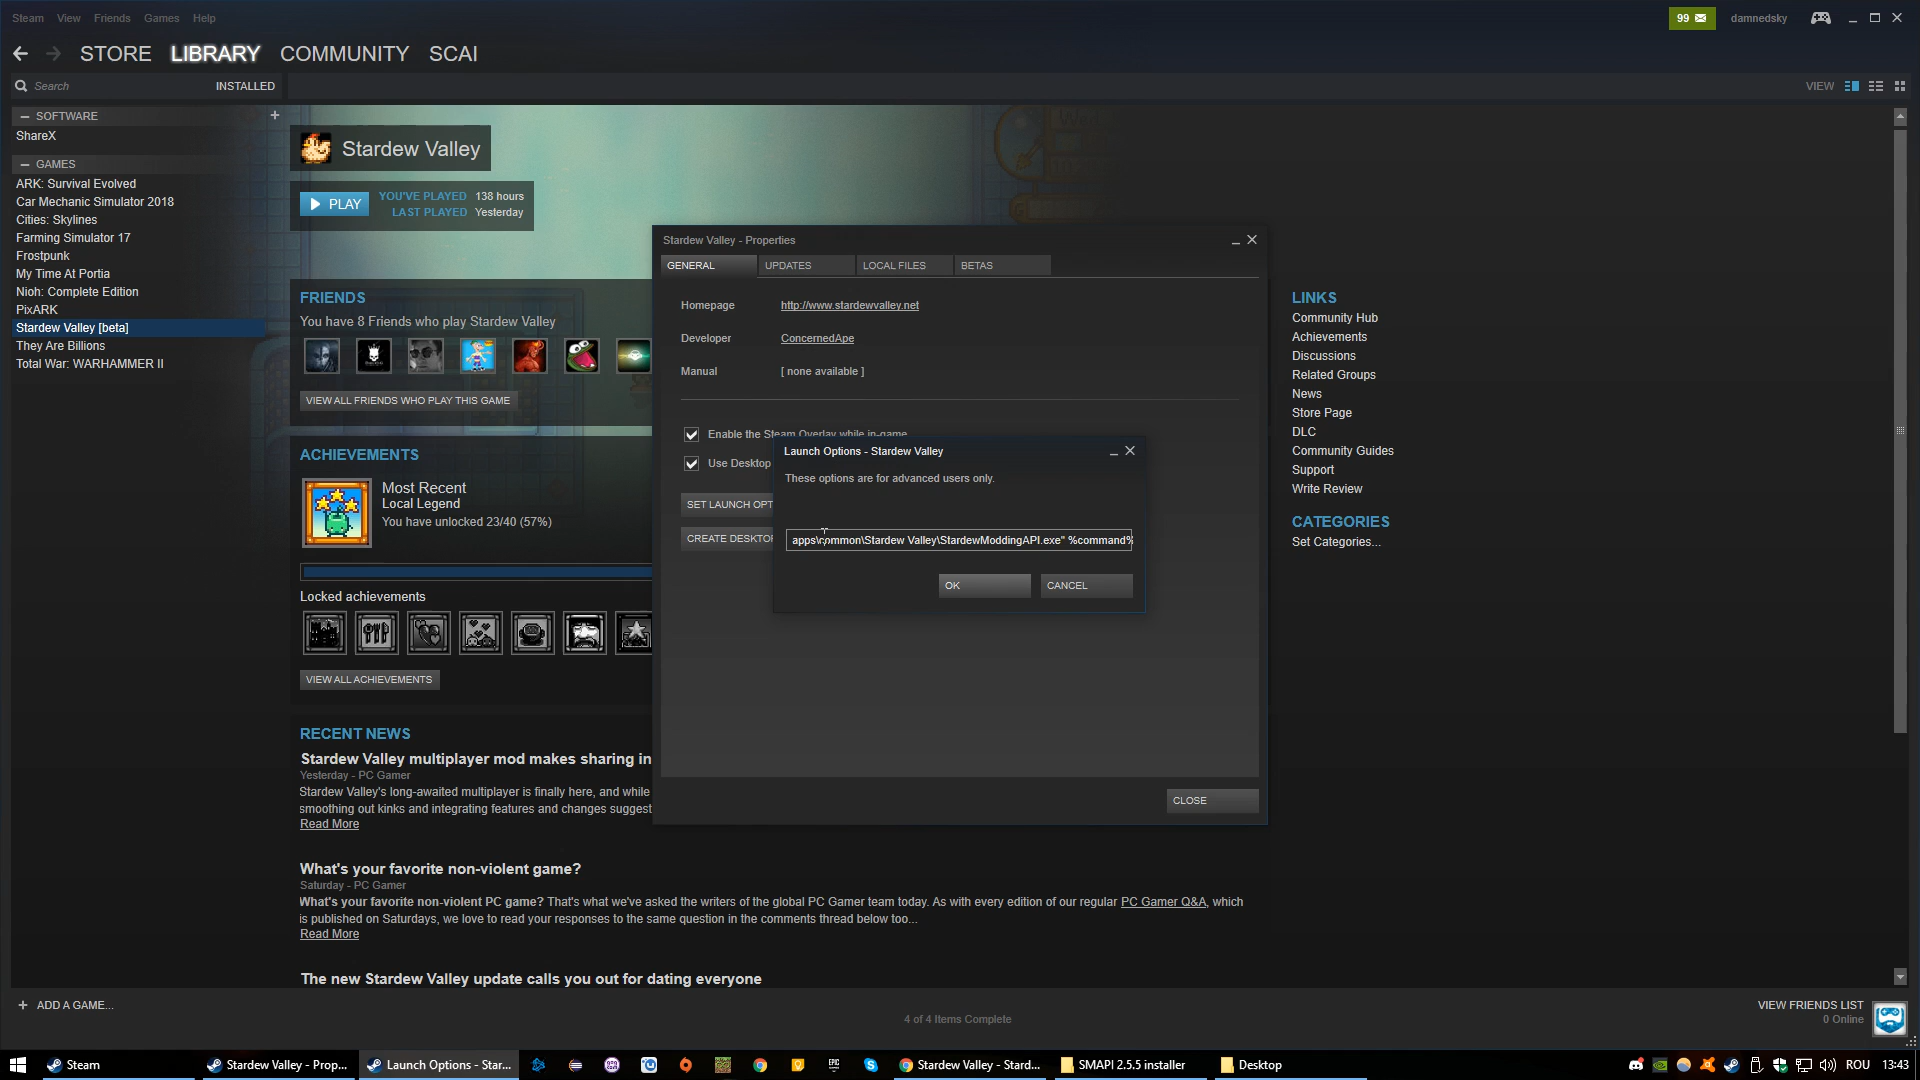 Steam View Friends Games Help
99
damnedsky
STORE LIBRARY COMMUNITY SCAI
Search
INSTALLED
VIEW
SOFTWARE
ShareX
GAMES
ARK: Survival Evolved
Car Mechanic Simulator 2018
Cities: Skylines
Farming Simulator 17
Frostpunk
My Time At Portia
Nioh: Complete Edition
PixARK
Stardew Valley [beta]
They Are Billions
Total War: WARHAMMER II
Stardew Valley
PLAY
YOU'VE PLAYED 138 hours
LAST PLAYED Yesterday
FRIENDS
You have 8 Friends who play Stardew Valley
VIEW ALL FRIENDS WHO PLAY THIS GAME
ACHIEVEMENTS
Most Recent
Local Legend
You have unlocked 23/40 (57%)
Locked achievements
VIEW ALL ACHIEVEMENTS
RECENT NEWS
Stardew Valley multiplayer mod makes sharing in
Yesterday - PC Gamer
Stardew Valley's long-awaited multiplayer is finally here, and while
smoothing out kinks and integrating features and changes suggest
Read More
What's your favorite non-violent game?
Saturday - PC Gamer
What's your favorite non-violent PC game? That's what we've asked the writers of the global PC Gamer team today. As with every edition of our regular PC Gamer Q&A, which
is published on Saturdays, we love to read your responses to the same question in the comments thread below too...
Read More
The new Stardew Valley update calls you out for dating everyone
Stardew Valley - Properties
GENERAL UPDATES LOCAL FILES BETAS
Homepage http://www.stardewvalley.net
Developer ConcernedApe
Manual [ none available ]
Enable the Steam Overlay while in-game
Use Desktop
SET LAUNCH OPT
CREATE DESKTOP
Launch Options - Stardew Valley
These options are for advanced users only.
apps\common\Stardew Valley\StardewModdingAPI.exe" %command%
OK CANCEL
CLOSE
LINKS
Community Hub
Achievements
Discussions
Related Groups
News
Store Page
DLC
Community Guides
Support
Write Review
CATEGORIES
Set Categories...
+ ADD A GAME...
4 of 4 Items Complete
VIEW FRIENDS LIST
0 Online
Steam
Stardew Valley - Prop...
Launch Options - Star...
EPIC
Stardew Valley - Stard...
SMAPI 2.5.5 installer
Desktop
ROU 13:43